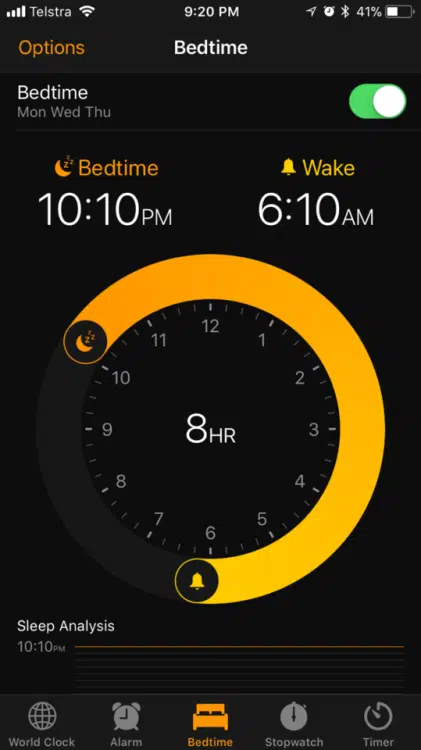 Telstra 9:20 PM 41%
Options Bedtime
Bedtime
Mon Wed Thu
Bedtime Wake
10:10PM 6:10AM
12
11 1
10 2
9 8HR 3
8 4
7 5
6
Sleep Analysis
10:10PM
World Clock Alarm Bedtime Stopwatch Timer